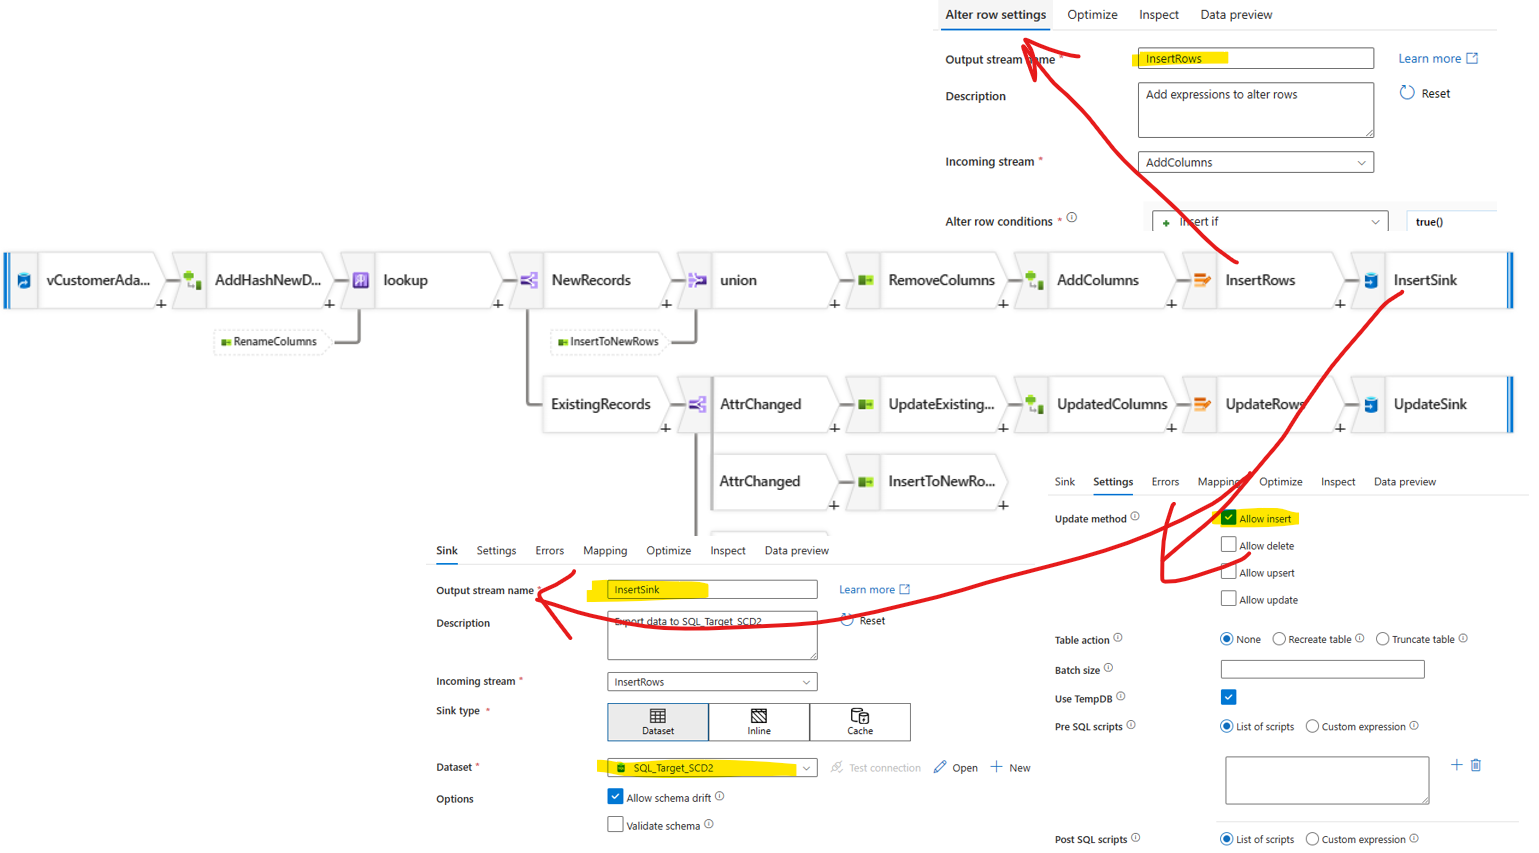 Alter row settings Optimize Inspect Data preview
Output stream name * InsertRows Learn more
Description Add expressions to alter rows Reset
Incoming stream * AddColumns
Alter row conditions * Insert if true()
vCustomerAda... AddHashNewD... lookup NewRecords union RemoveColumns AddColumns InsertRows InsertSink
RenameColumns InsertToNewRows
ExistingRecords AttrChanged UpdateExisting... UpdatedColumns UpdateRows UpdateSink
AttrChanged InsertToNewRo...
Sink Settings Errors Mapping Optimize Inspect Data preview
Update method Allow insert
Allow delete
Allow upsert
Allow update
Table action None Recreate table Truncate table
Batch size
Use TempDB
Pre SQL scripts List of scripts Custom expression
Post SQL scripts List of scripts Custom expression
Sink Settings Errors Mapping Optimize Inspect Data preview
Output stream name * InsertSink Learn more
Description Export data to SQL_Target_SCD2 Reset
Incoming stream * InsertRows
Sink type * Dataset Inline Cache
Dataset * SQL_Target_SCD2 Test connection Open New
Options Allow schema drift
Validate schema